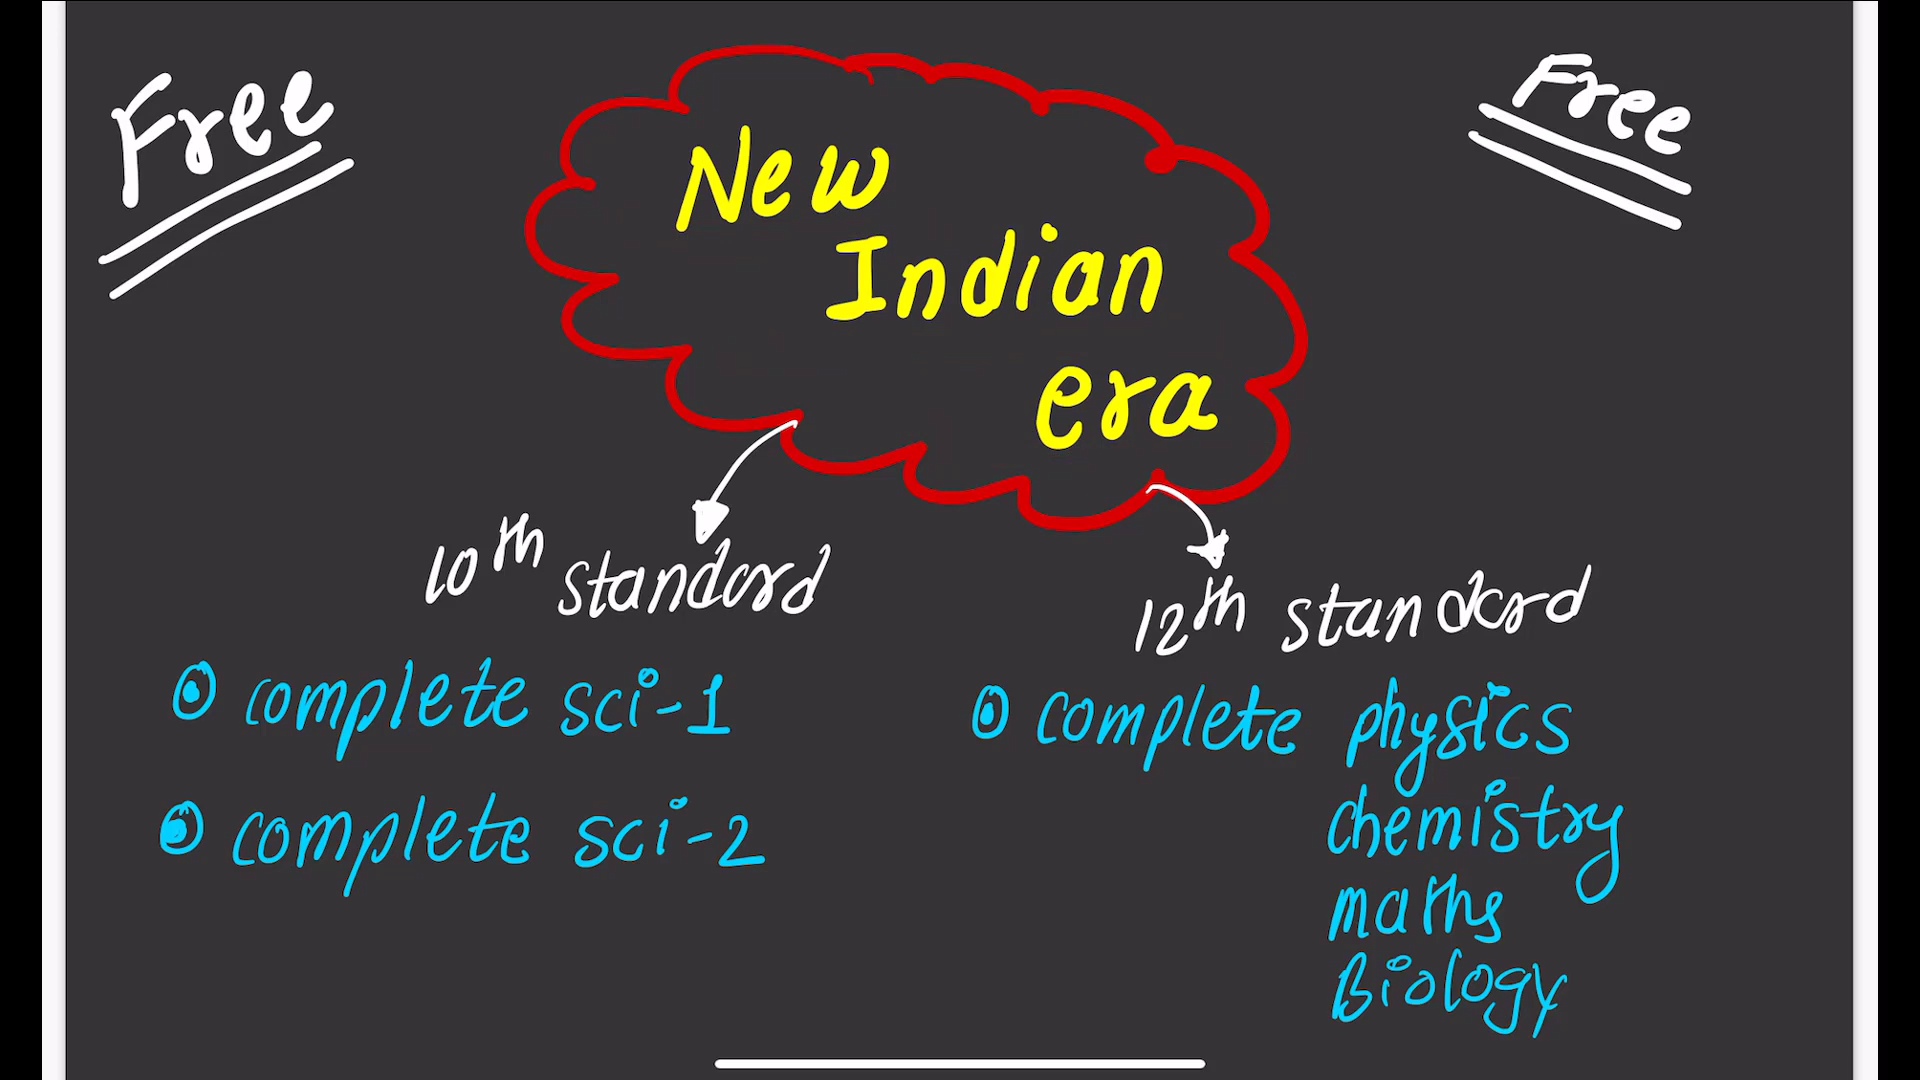 Free
Free
New
Indian
era
10th standard
12th standard
complete sci-1
complete sci-2
complete physics
chemistry
maths
Biology